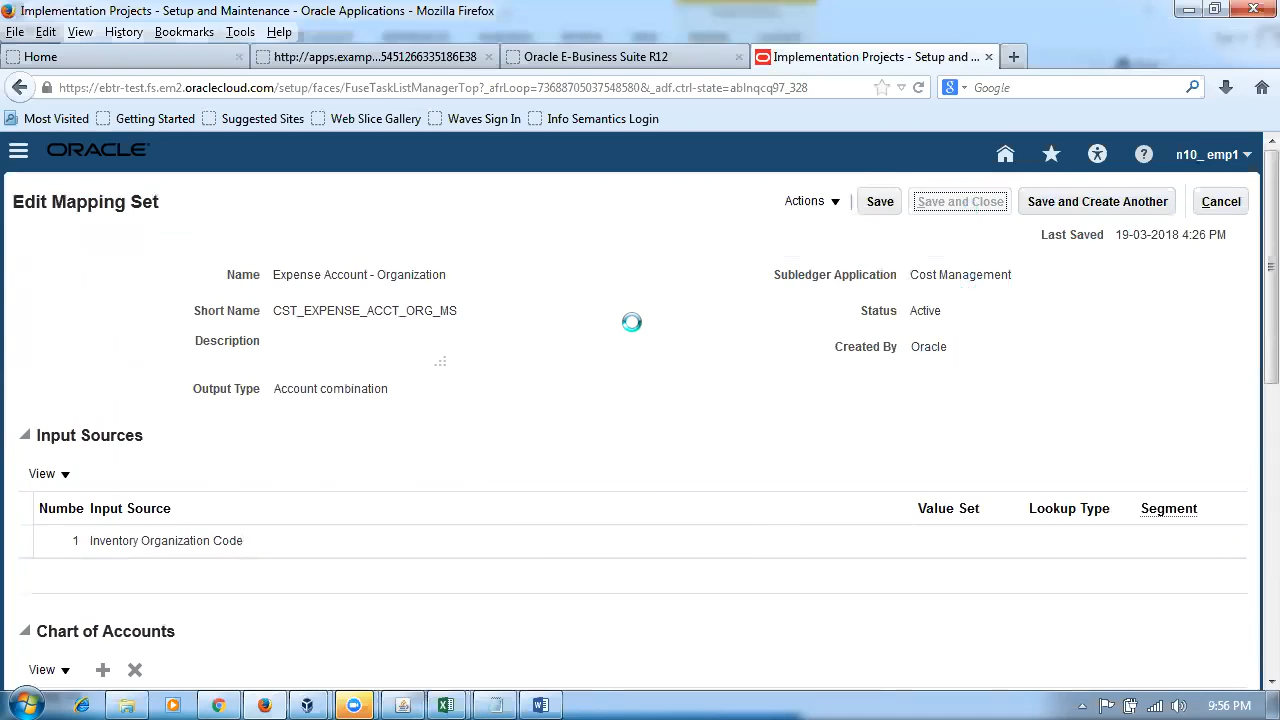 Implementation Projects - Setup and Maintenance - Oracle Applications - Mozilla Firefox
File Edit View History Bookmarks Tools Help
Home
http://apes.examp...5451266335186E38
Oracle E-Business Suite R12
Implementation Projects - Setup and ...
https://ebtr-test.fs.em2.oraclecloud.com/setup/faces/FuseTaskListManagerTop?_afrLoop=73688705037548580&_adf.ctrl-state=ablnqcq97_328
Google
Most Visited Getting Started Suggested Sites Web Slice Gallery Waves Sign In Info Semantics Login
ORACLE
n10_ emp1
Edit Mapping Set
Actions Save Save and Close Save and Create Another Cancel
Last Saved 19-03-2018 4:26 PM
Name Expense Account - Organization
Subledger Application Cost Management
Short Name CST_EXPENSE_ACCT_ORG_MS
Status Active
Description
Created By Oracle
Output Type Account combination
Input Sources
View
Numbe Input Source Value Set Lookup Type Segment
1 Inventory Organization Code
Chart of Accounts
View
9:56 PM